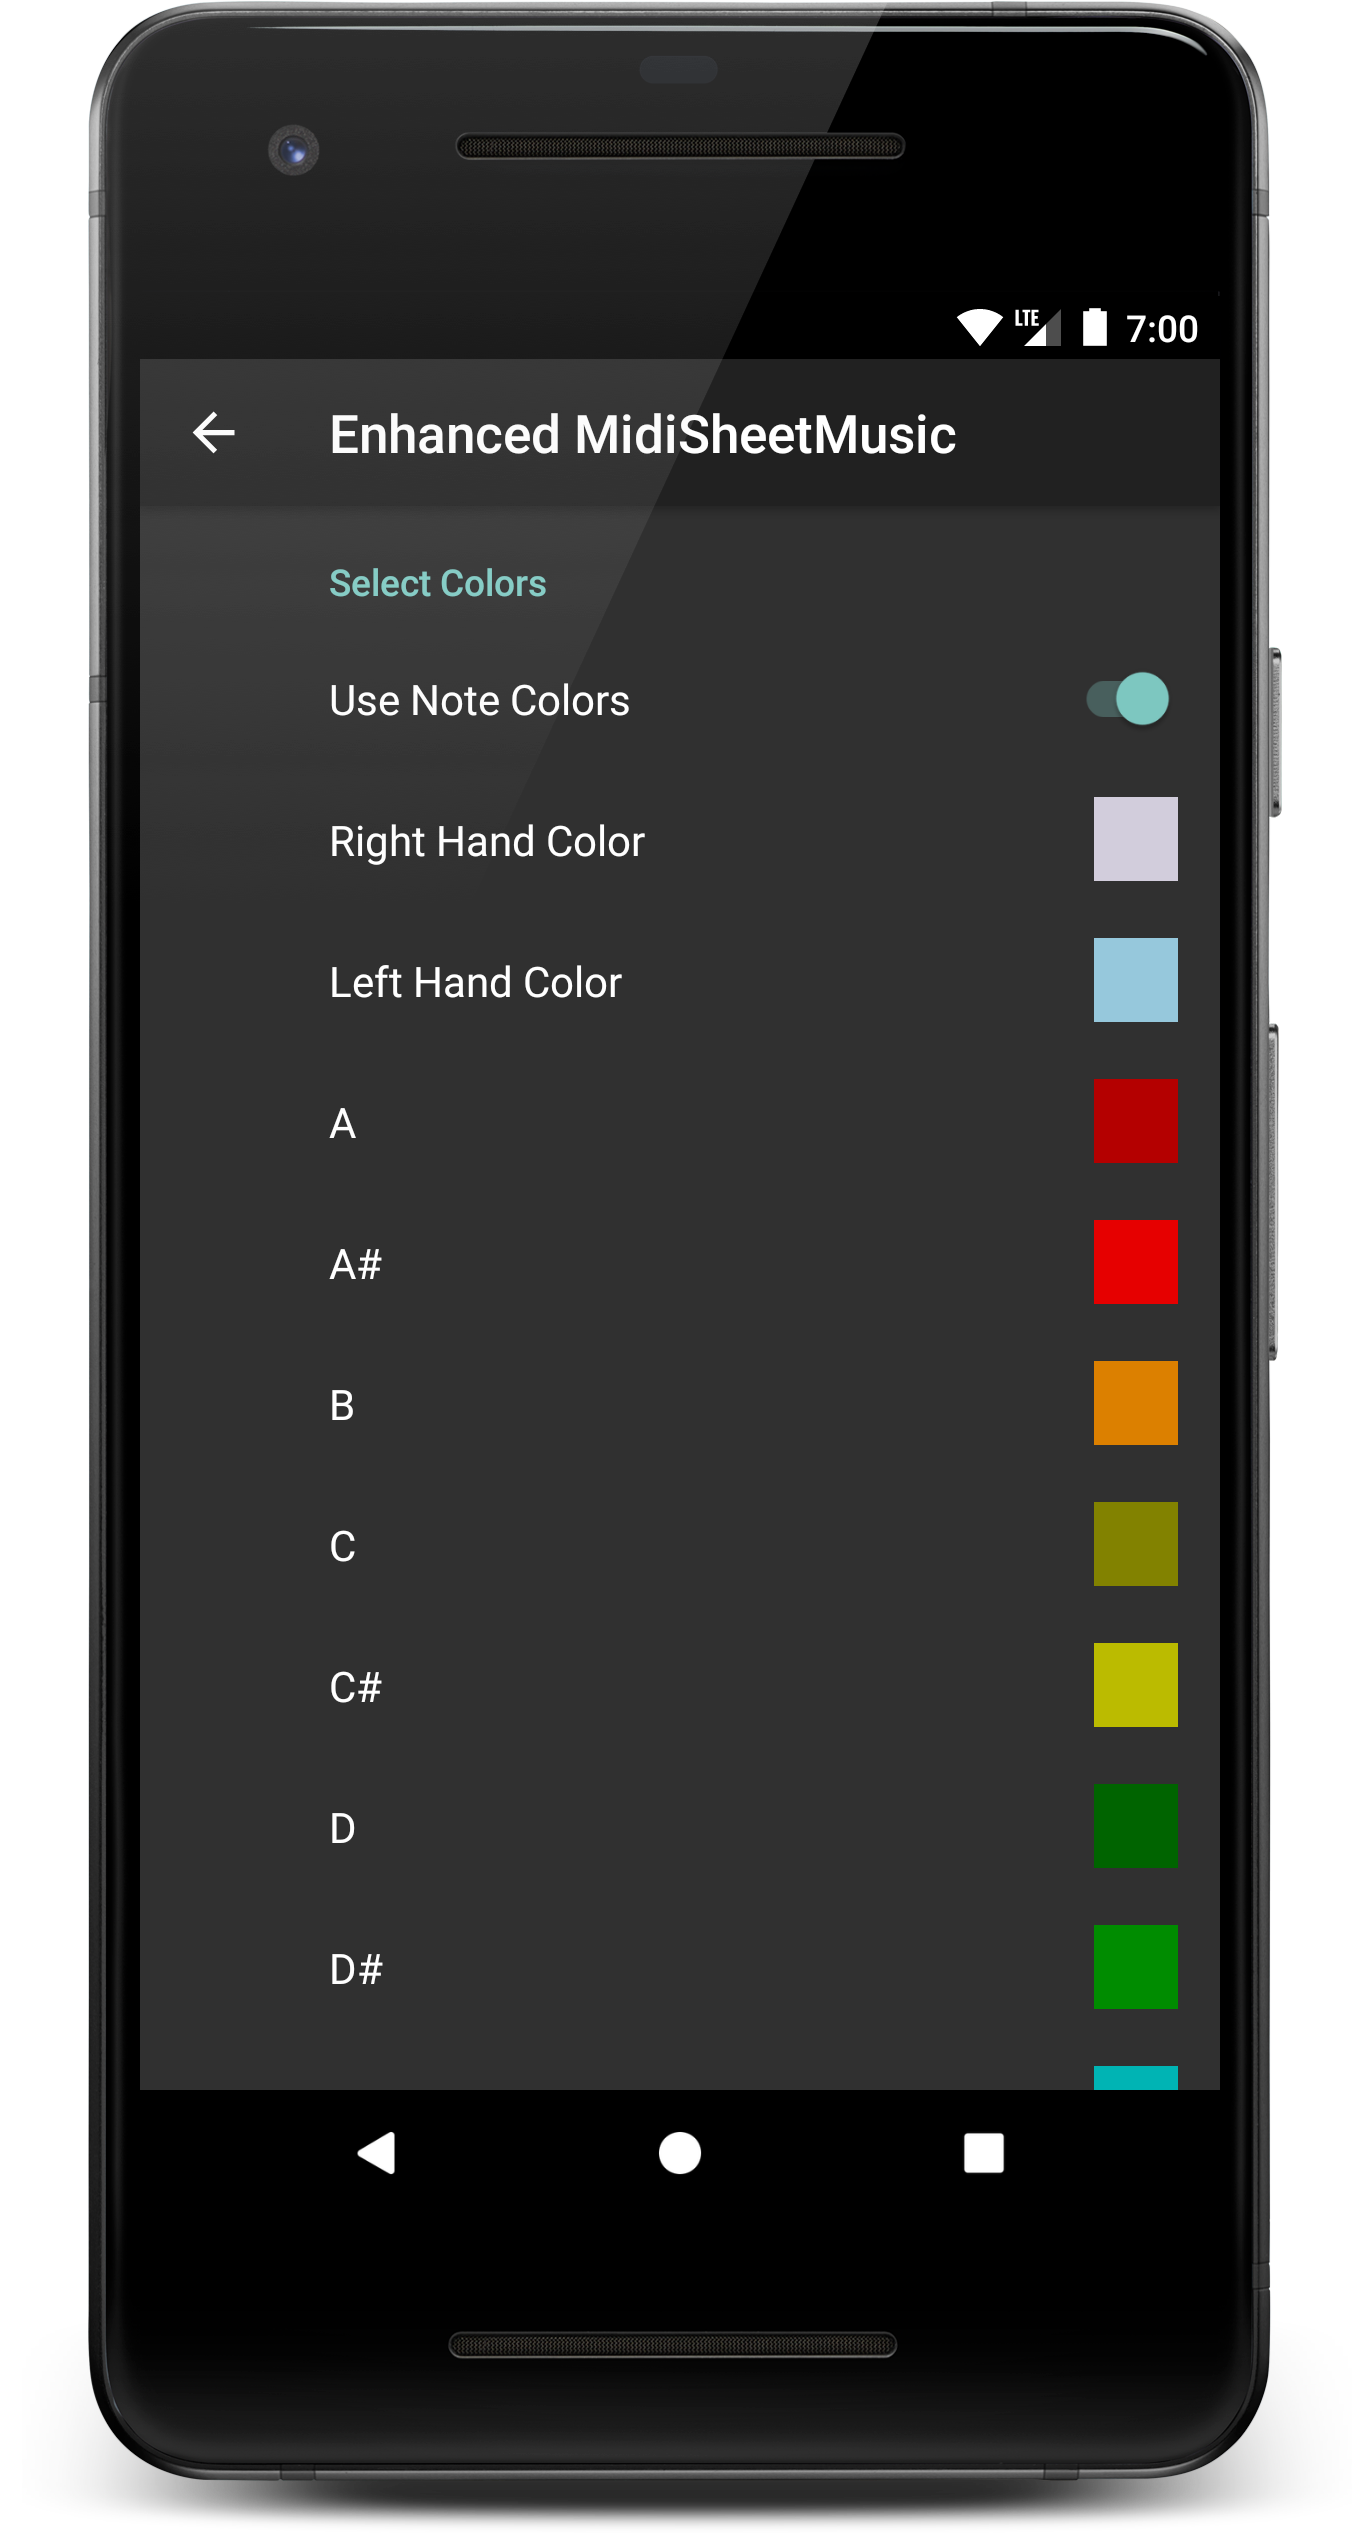 LTE 7:00
Enhanced MidiSheetMusic
Select Colors
Use Note Colors
Right Hand Color
Left Hand Color
A
A#
B
C
C#
D
D#